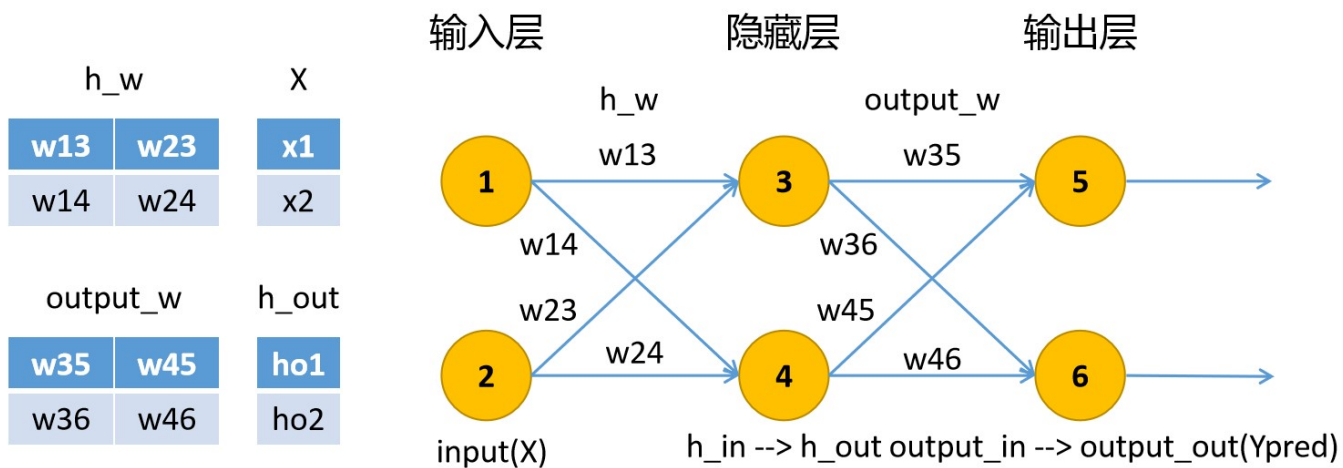 输入层 隐藏层 输出层
h_w X
w13 w23 x1
w14 w24 x2
output_w h_out
w35 w45 ho1
w36 w46 ho2
h_w output_w
w13 w35
1 3 5
w14 w36
w23 w45
w24 w46
2 4 6
input(X) h_in --> h_out output_in --> output_out(Ypred)